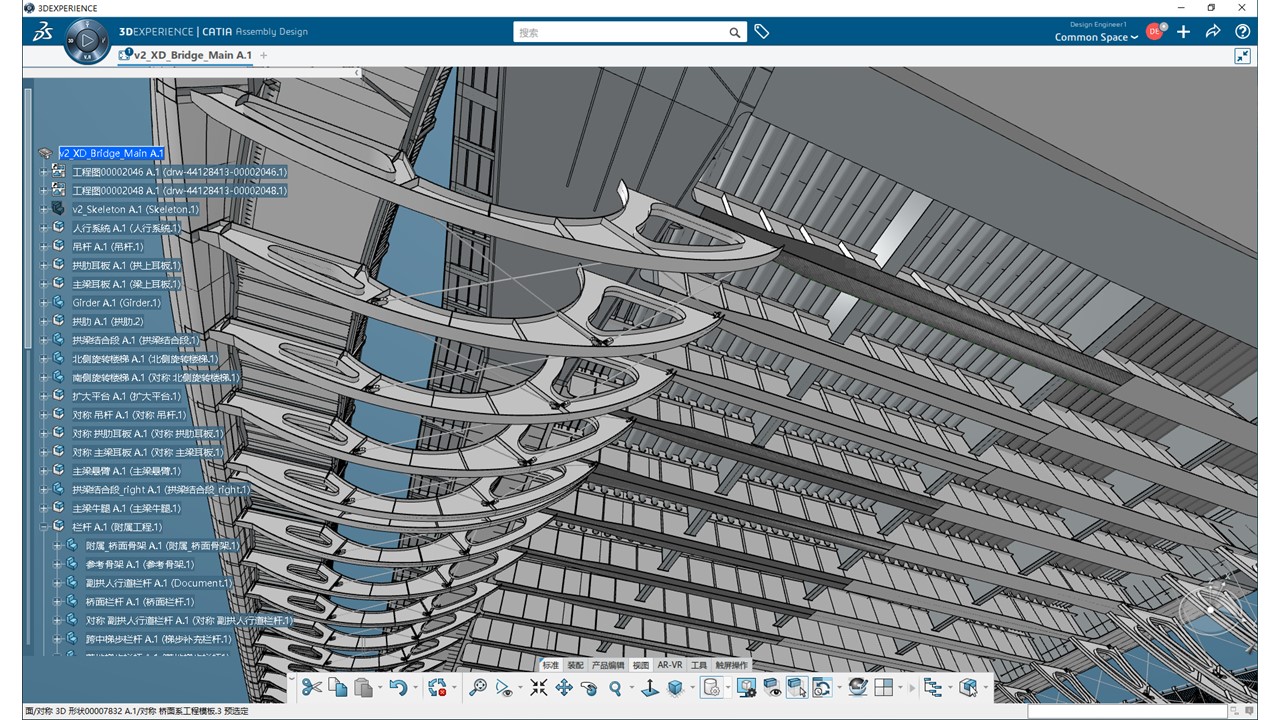 3DEXPERIENCE
3DEXPERIENCE | CATIA Assembly Design
搜索
Design Engineer1
Common Space
DE
v2_XD_Bridge_Main A.1
v2_XD_Bridge_Main A.1
工程图00002046 A.1 (drw-44128413-00002046.1)
工程图00002048 A.1 (drw-44128413-00002048.1)
v2_Skeleton A.1 (Skeleton.1)
人行系统 A.1 (人行系统.1)
吊杆 A.1 (吊杆.1)
拱肋耳板 A.1 (拱上耳板.1)
主梁耳板 A.1 (梁上耳板.1)
Girder A.1 (Girder.1)
拱肋 A.1 (拱肋.2)
拱梁结合段 A.1 (拱梁结合段.1)
北侧旋转楼梯 A.1 (北侧旋转楼梯.1)
南侧旋转楼梯 A.1 (对称 北侧旋转楼梯.1)
扩大平台 A.1 (扩大平台.1)
对称 吊杆 A.1 (对称 吊杆.1)
对称 拱肋耳板 A.1 (对称 拱肋耳板.1)
对称 主梁耳板 A.1 (对称 主梁耳板.1)
主梁悬臂 A.1 (主梁悬臂.1)
拱梁结合段_right A.1 (拱梁结合段_right.1)
主梁牛腿 A.1 (主梁牛腿.1)
栏杆 A.1 (附属工程.1)
附属_桥面骨架 A.1 (附属_桥面骨架.1)
参考骨架 A.1 (参考骨架.1)
副拱人行道栏杆 A.1 (Document.1)
桥面栏杆 A.1 (桥面栏杆.1)
对称 副拱人行道栏杆 A.1 (对称 副拱人行道栏杆.1)
跨中梯步栏杆 A.1 (梯步补充栏杆.1)
标准 装配 产品编辑 视图 AR-VR 工具 触屏操作
面/对称 3D 形状00007832 A.1/对称 桥面系工程模板.3 预选定